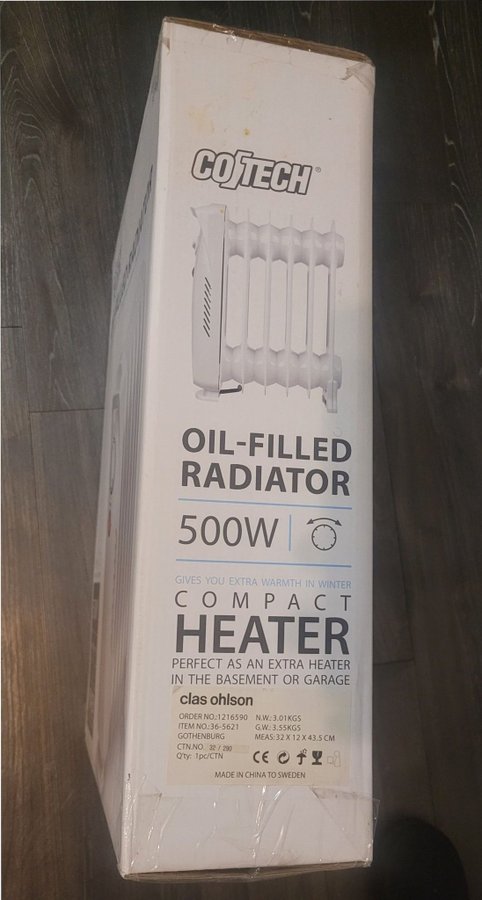 COTECH®
OIL-FILLED
RADIATOR
500W
GIVES YOU EXTRA WARMTH IN WINTER
COMPACT
HEATER
PERFECT AS AN EXTRA HEATER
IN THE BASEMENT OR GARAGE
clas ohlson
ORDER NO.:1216590 N.W.: 3.01KGS
ITEM NO.:36-5621 G.W.: 3.55KGS
GOTHENBURG MEAS: 32 X 12 X 43.5 CM
CTN.NO. 32 / 290
Q'ty: 1pc/CTN CE
MADE IN CHINA TO SWEDEN